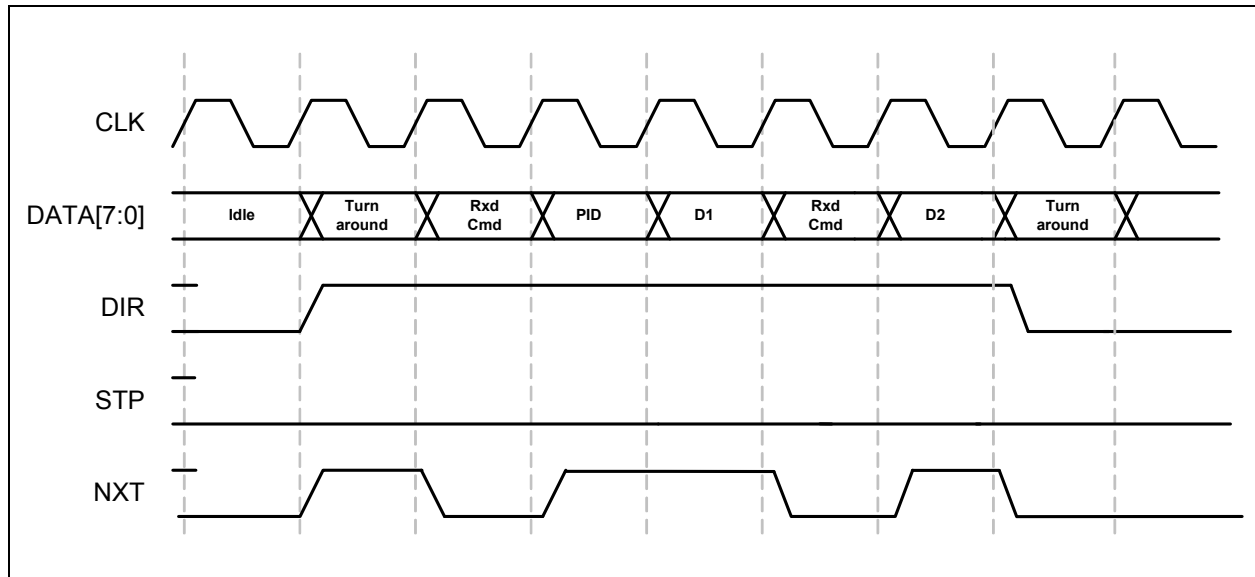 CLK
DATA[7:0]
Idle
Turn
around
Rxd
Cmd
PID
D1
Rxd
Cmd
D2
Turn
around
DIR
STP
NXT